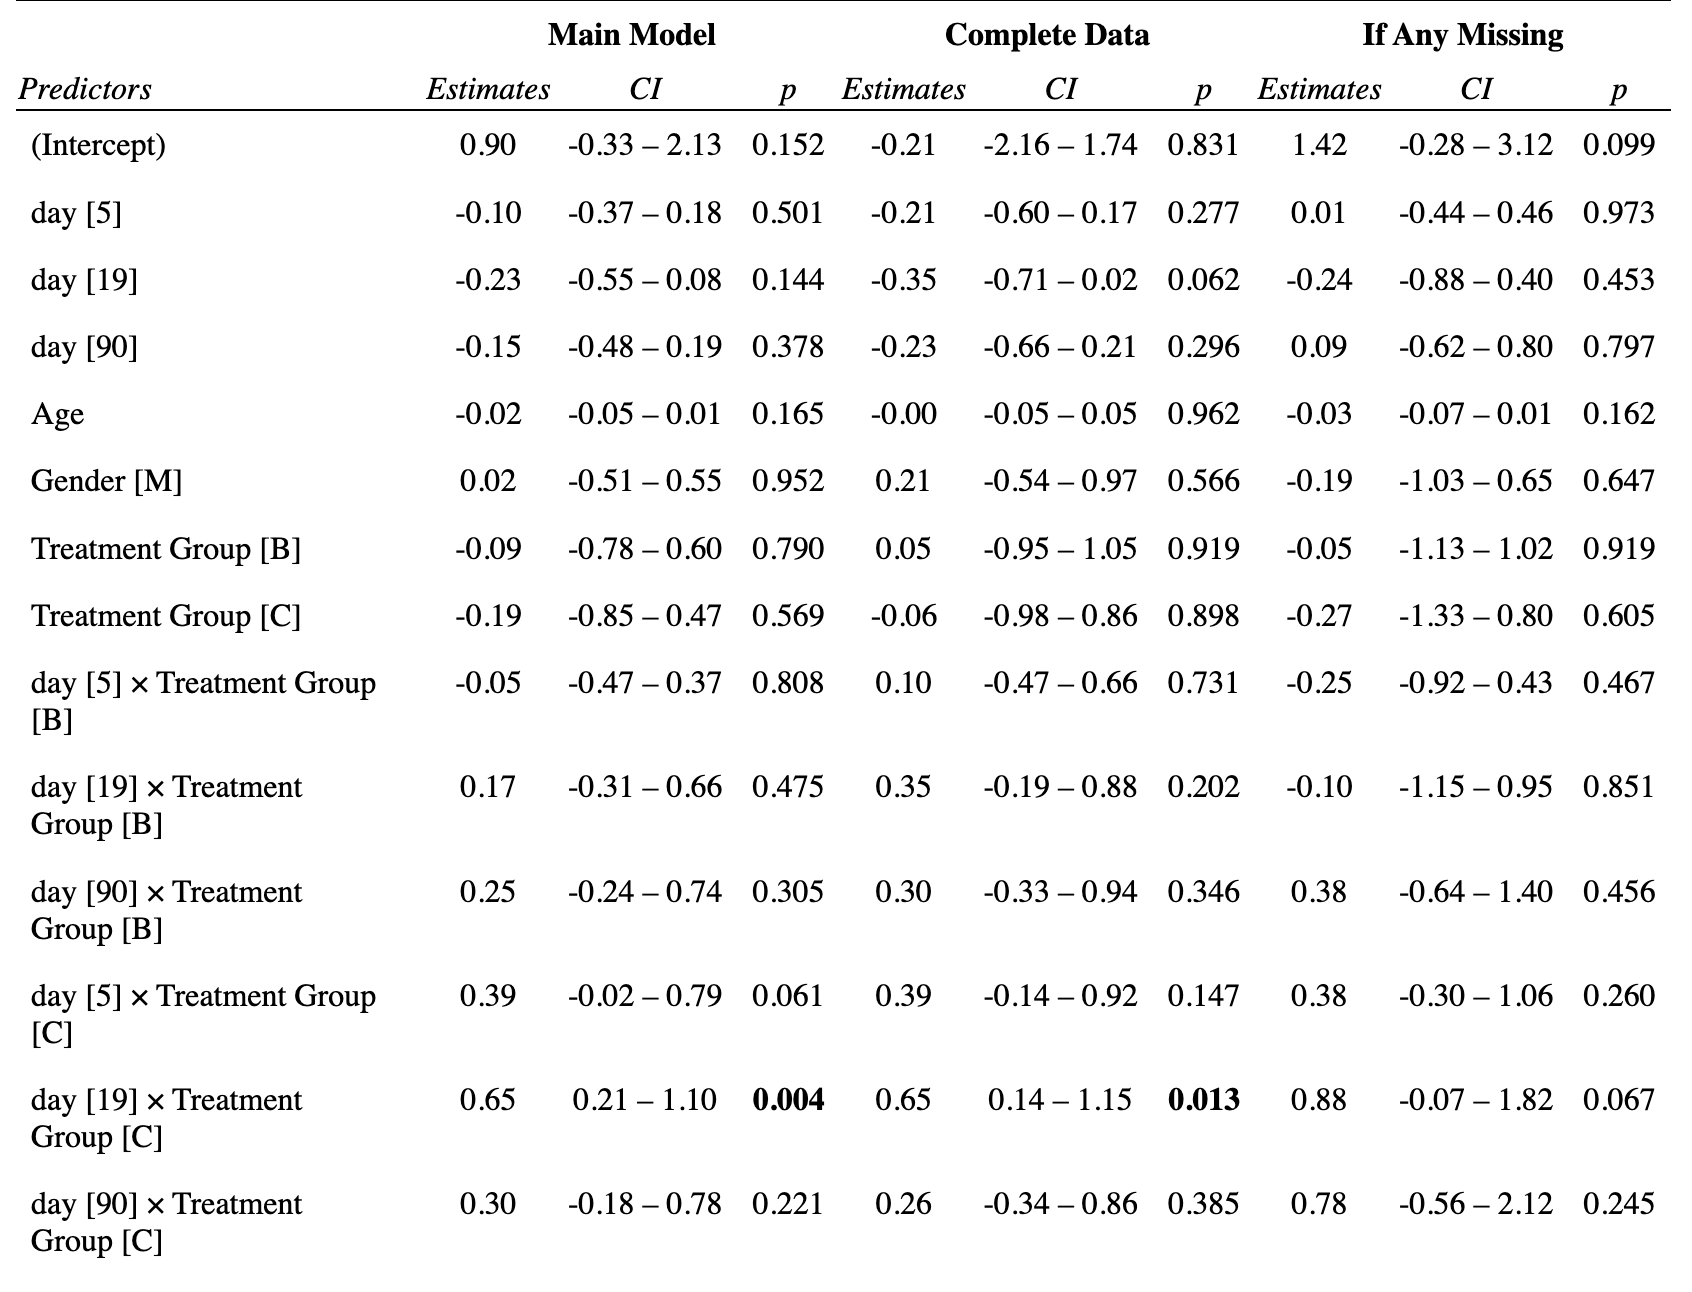 Main Model Complete Data If Any Missing
Predictors Estimates CI p Estimates CI p Estimates CI p
(Intercept) 0.90 -0.33 – 2.13 0.152 -0.21 -2.16 – 1.74 0.831 1.42 -0.28 – 3.12 0.099
day [5] -0.10 -0.37 – 0.18 0.501 -0.21 -0.60 – 0.17 0.277 0.01 -0.44 – 0.46 0.973
day [19] -0.23 -0.55 – 0.08 0.144 -0.35 -0.71 – 0.02 0.062 -0.24 -0.88 – 0.40 0.453
day [90] -0.15 -0.48 – 0.19 0.378 -0.23 -0.66 – 0.21 0.296 0.09 -0.62 – 0.80 0.797
Age -0.02 -0.05 – 0.01 0.165 -0.00 -0.05 – 0.05 0.962 -0.03 -0.07 – 0.01 0.162
Gender [M] 0.02 -0.51 – 0.55 0.952 0.21 -0.54 – 0.97 0.566 -0.19 -1.03 – 0.65 0.647
Treatment Group [B] -0.09 -0.78 – 0.60 0.790 0.05 -0.95 – 1.05 0.919 -0.05 -1.13 – 1.02 0.919
Treatment Group [C] -0.19 -0.85 – 0.47 0.569 -0.06 -0.98 – 0.86 0.898 -0.27 -1.33 – 0.80 0.605
day [5] × Treatment Group -0.05 -0.47 – 0.37 0.808 0.10 -0.47 – 0.66 0.731 -0.25 -0.92 – 0.43 0.467
[B]
day [19] × Treatment 0.17 -0.31 – 0.66 0.475 0.35 -0.19 – 0.88 0.202 -0.10 -1.15 – 0.95 0.851
Group [B]
day [90] × Treatment 0.25 -0.24 – 0.74 0.305 0.30 -0.33 – 0.94 0.346 0.38 -0.64 – 1.40 0.456
Group [B]
day [5] × Treatment Group 0.39 -0.02 – 0.79 0.061 0.39 -0.14 – 0.92 0.147 0.38 -0.30 – 1.06 0.260
[C]
day [19] × Treatment 0.65 0.21 – 1.10 0.004 0.65 0.14 – 1.15 0.013 0.88 -0.07 – 1.82 0.067
Group [C]
day [90] × Treatment 0.30 -0.18 – 0.78 0.221 0.26 -0.34 – 0.86 0.385 0.78 -0.56 – 2.12 0.245
Group [C]